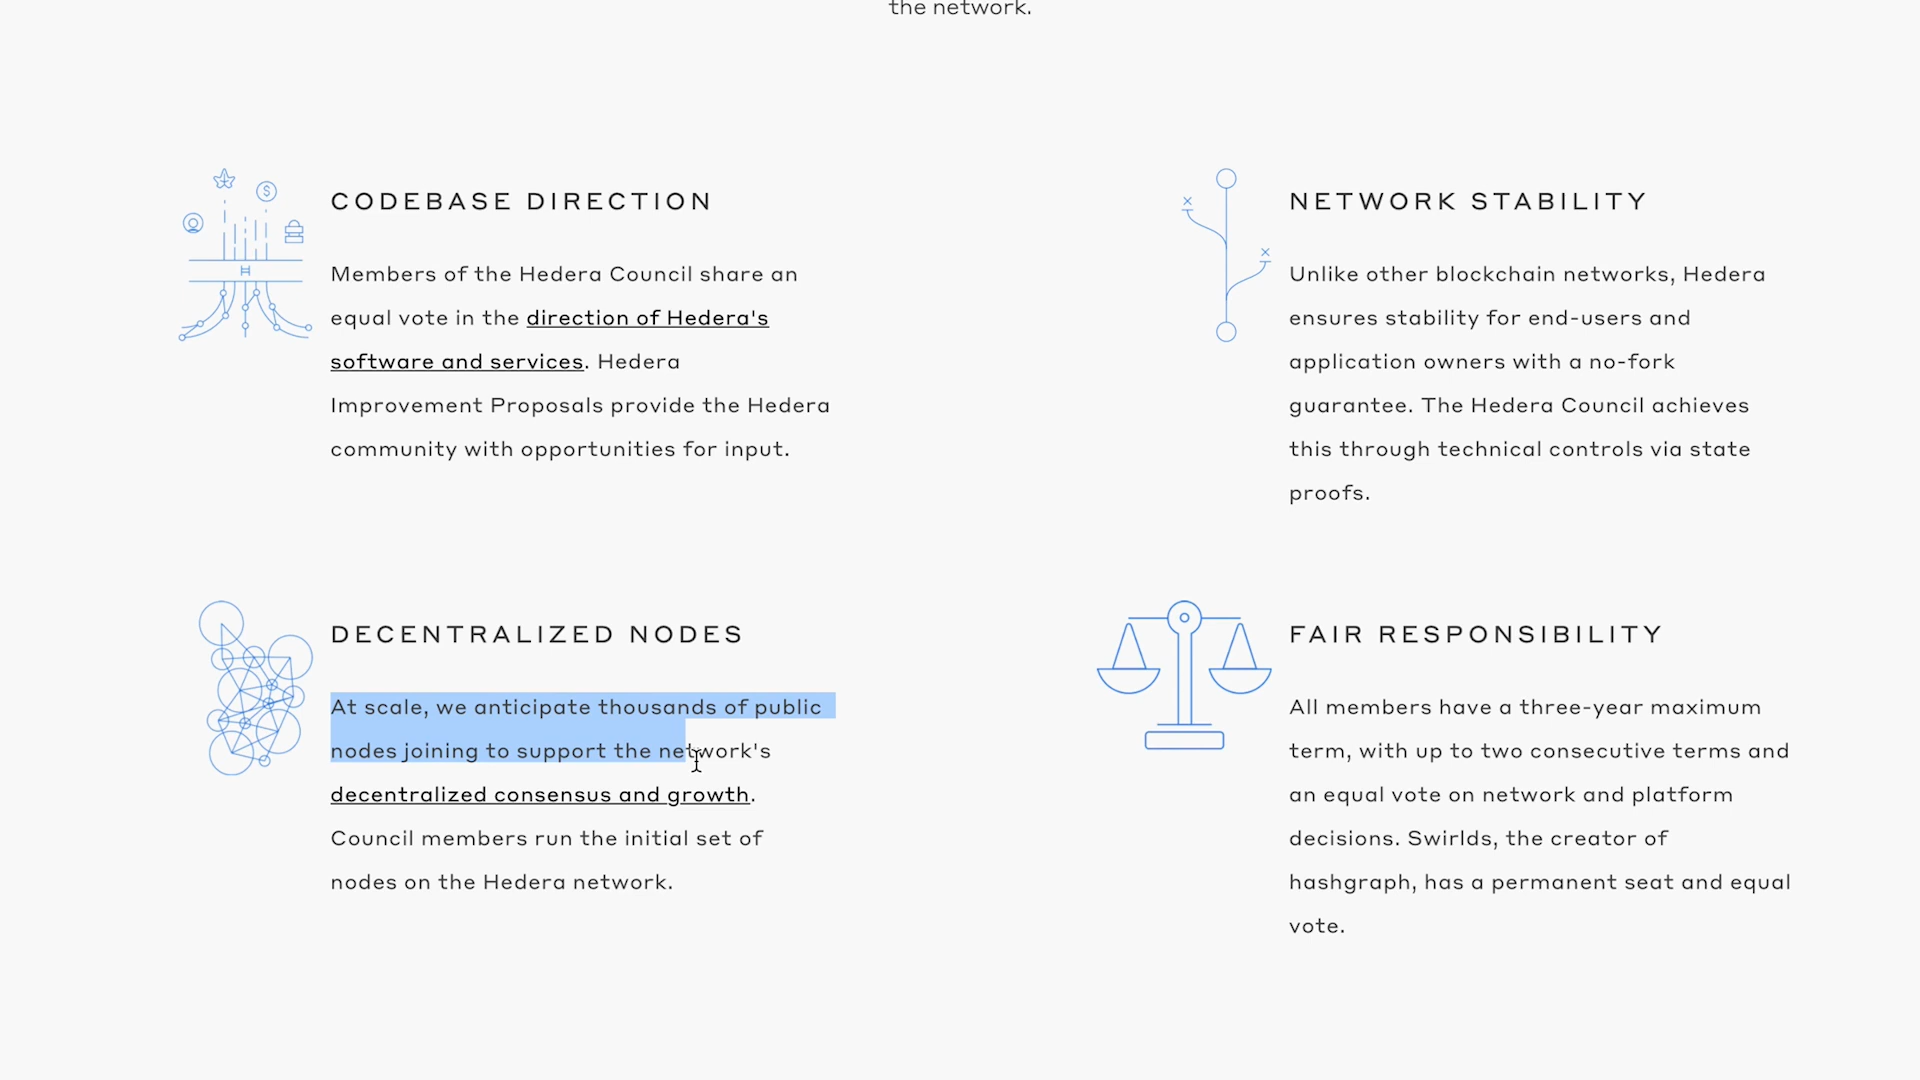 the network.
CODEBASE DIRECTION
Members of the Hedera Council share an
equal vote in the direction of Hedera's
software and services. Hedera
Improvement Proposals provide the Hedera
community with opportunities for input.
NETWORK STABILITY
Unlike other blockchain networks, Hedera
ensures stability for end-users and
application owners with a no-fork
guarantee. The Hedera Council achieves
this through technical controls via state
proofs.
DECENTRALIZED NODES
At scale, we anticipate thousands of public
nodes joining to support the network's
decentralized consensus and growth.
Council members run the initial set of
nodes on the Hedera network.
FAIR RESPONSIBILITY
All members have a three-year maximum
term, with up to two consecutive terms and
an equal vote on network and platform
decisions. Swirlds, the creator of
hashgraph, has a permanent seat and equal
vote.